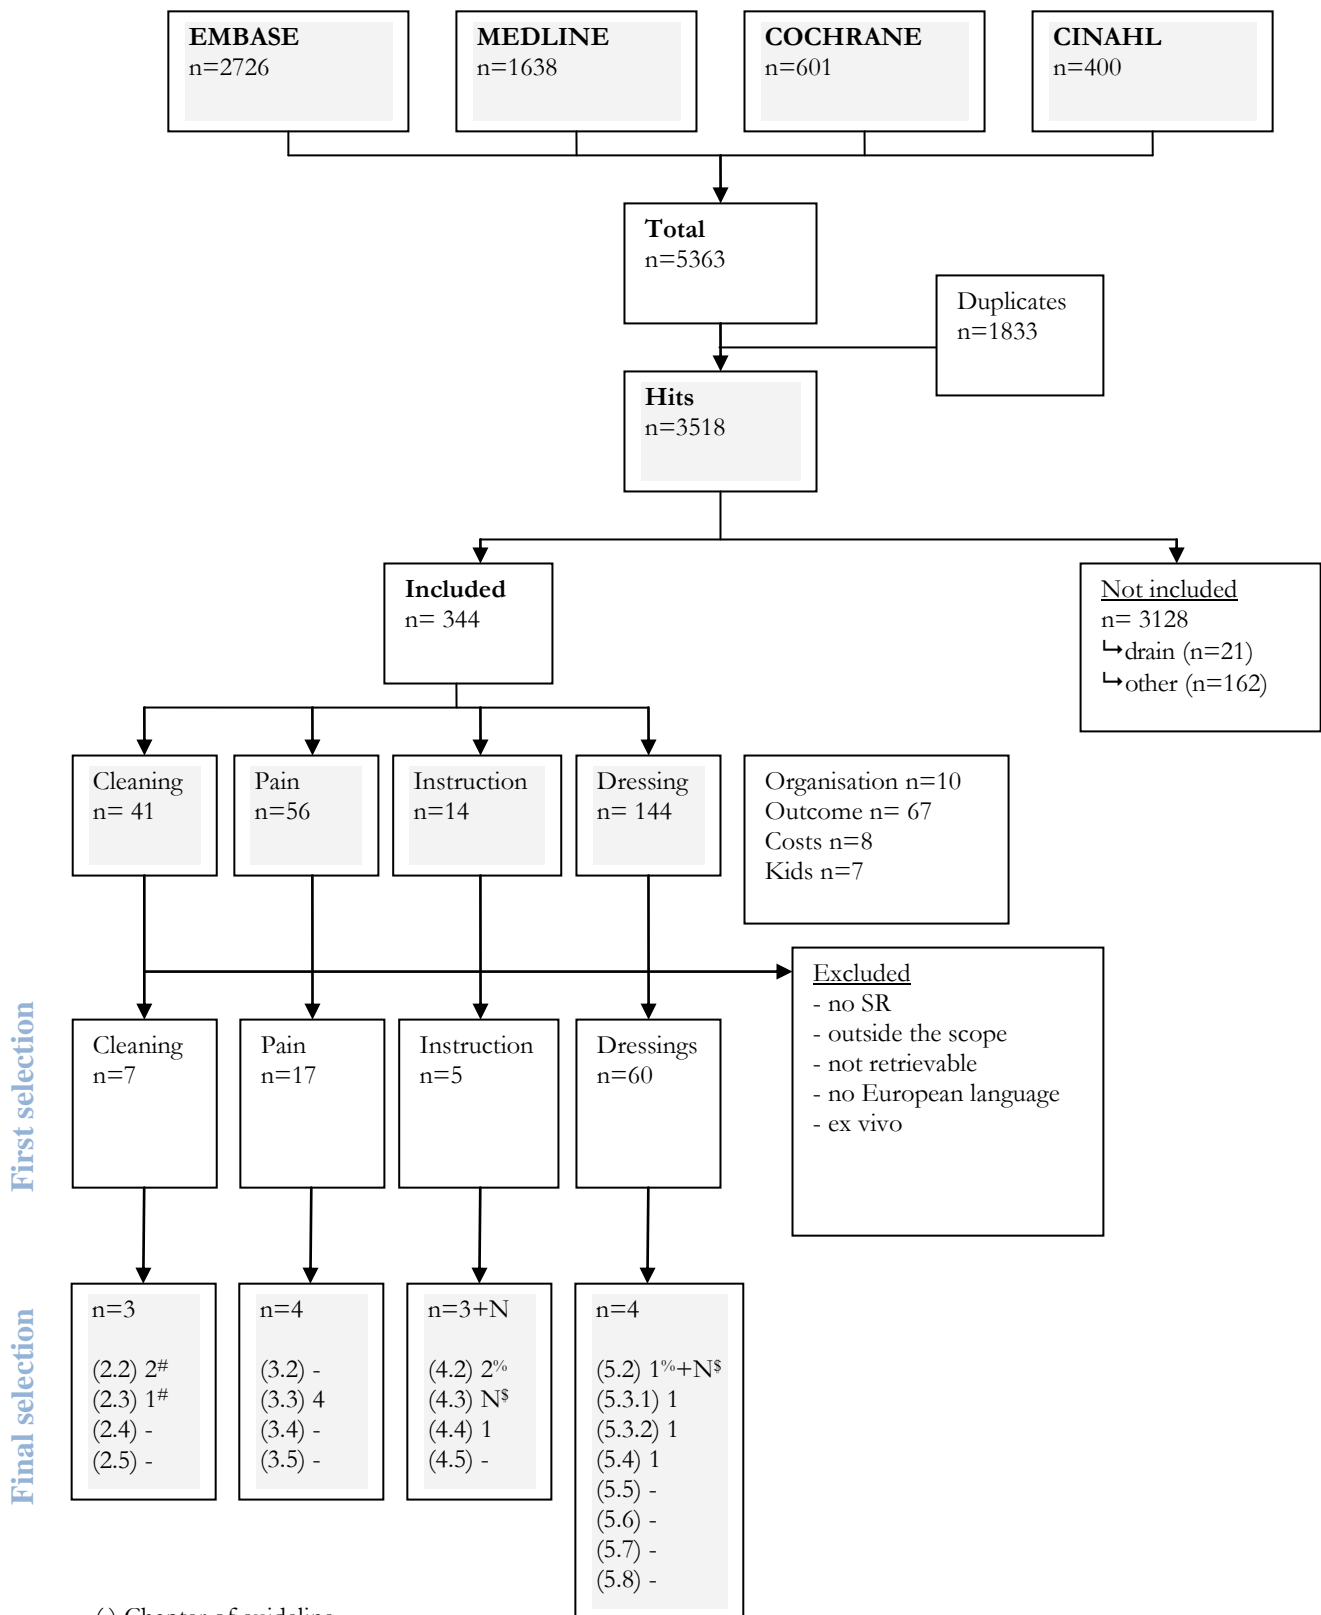 EMBASE
n=2726
MEDLINE
n=1638
COCHRANE
n=601
CINAHL
n=400
Total
n=5363
Duplicates
n=1833
Hits
n=3518
Included
n= 344
Not included
n= 3128
↳drain (n=21)
↳other (n=162)
Cleaning
n= 41
Pain
n=56
Instruction
n=14
Dressing
n= 144
Organisation n=10
Outcome n= 67
Costs n=8
Kids n=7
Excluded
- no SR
- outside the scope
- not retrievable
- no European language
- ex vivo
First selection
Cleaning
n=7
Pain
n=17
Instruction
n=5
Dressings
n=60
Final selection
n=3
(2.2) 2#
(2.3) 1#
(2.4) -
(2.5) -
n=4
(3.2) -
(3.3) 4
(3.4) -
(3.5) -
n=3+N
(4.2) 2%
(4.3) N$
(4.4) 1
(4.5) -
n=4
(5.2) 1%+N$
(5.3.1) 1
(5.3.2) 1
(5.4) 1
(5.5) -
(5.6) -
(5.7) -
(5.8) -
() Chapter of guideline